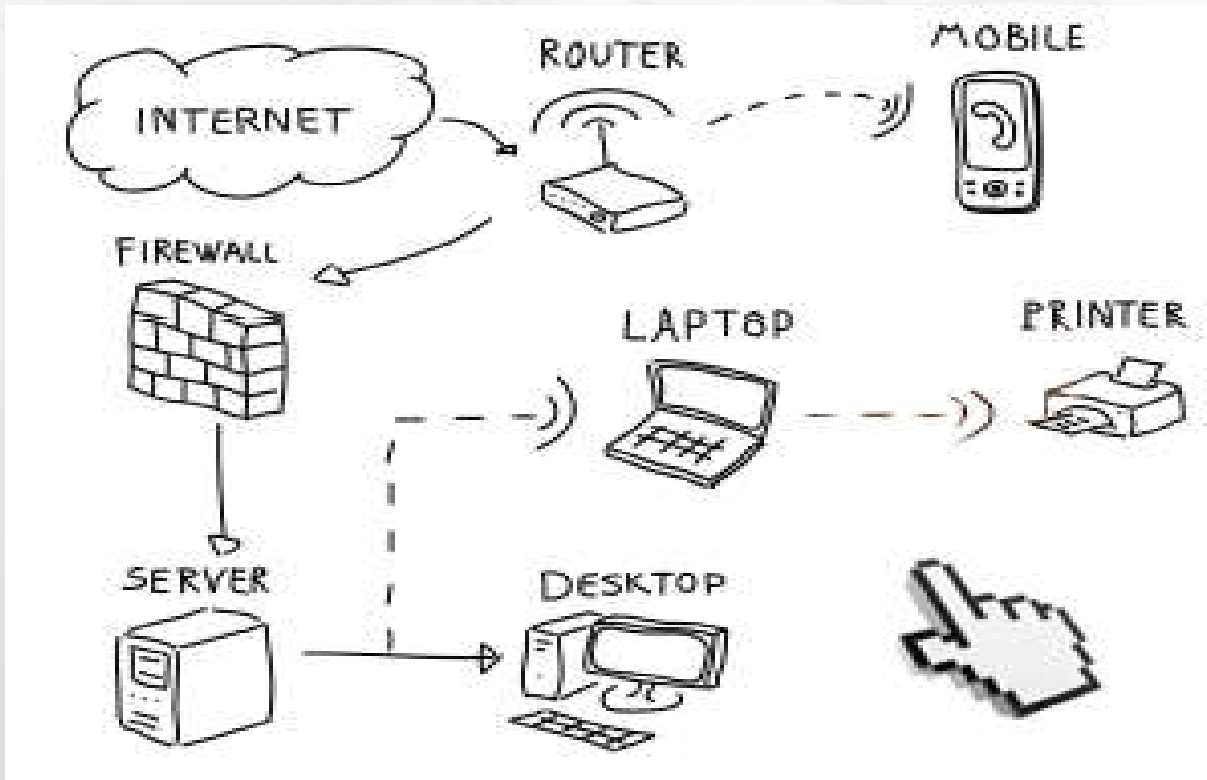 INTERNET
ROUTER
MOBILE
FIREWALL
LAPTOP
PRINTER
SERVER
DESKTOP